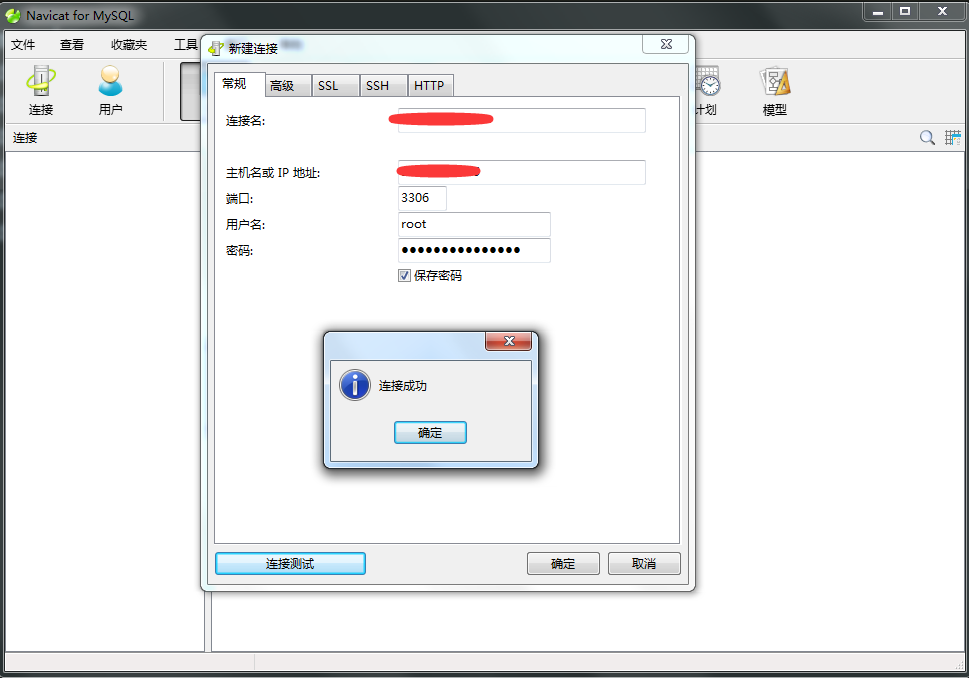 Navicat for MySQL
文件 查看 收藏夹 工具
新建连接
连接 用户 计划 模型
连接
常规 高级 SSL SSH HTTP
连接名:
主机名或 IP 地址:
端口: 3306
用户名: root
密码: ●●●●●●●●●●●●●●●
保存密码
连接成功
确定
连接测试 确定 取消